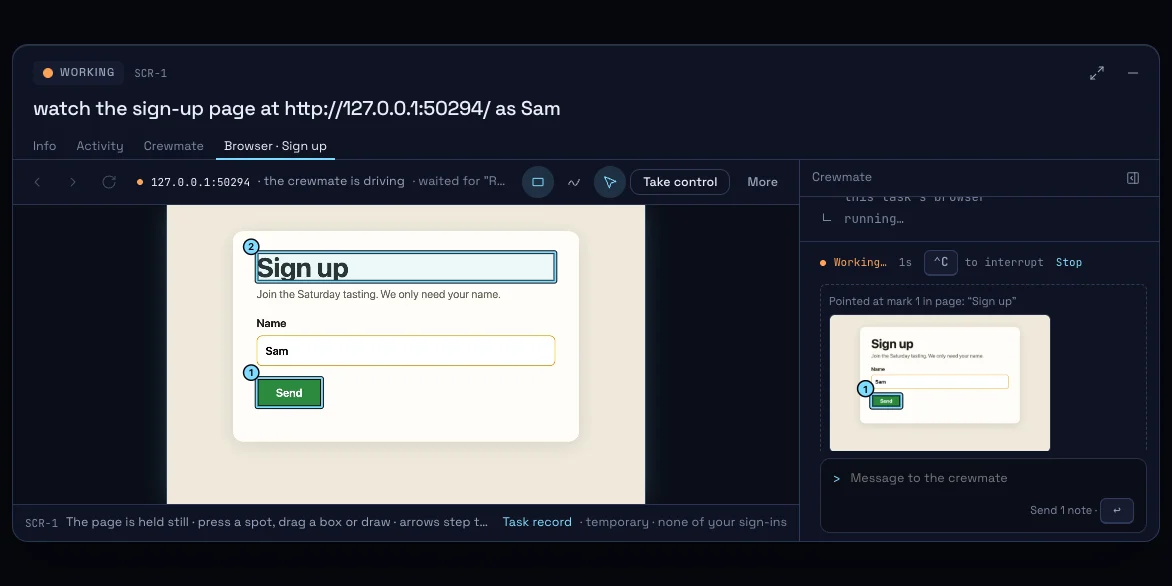 WORKING SCR-1
watch the sign-up page at http://127.0.0.1:50294/ as Sam
Info Activity Crewmate Browser · Sign up
127.0.0.1:50294 · the crewmate is driving · waited for "R… Take control More
2
Sign up
Join the Saturday tasting. We only need your name.
Name
Sam
1
Send
SCR-1 The page is held still · press a spot, drag a box or draw · arrows step t… Task record · temporary · none of your sign-ins
Crewmate
this task's browser
running…
Working… 1s ^C to interrupt Stop
Pointed at mark 1 in page: “Sign up”
Sign up
Join the Saturday tasting. We only need your name.
Name
Sam
1
Send
> Message to the crewmate
Send 1 note · ↵